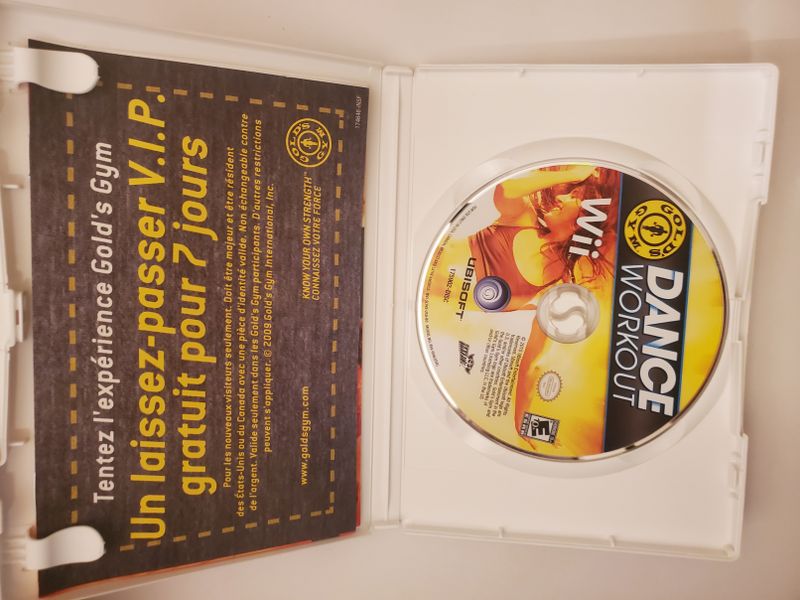 Tentez l'expérience Gold's Gym
Un laissez-passer V.I.P.
gratuit pour 7 jours
Pour les nouveaux visiteurs seulement. Doit être majeur et être résident
des États-Unis ou du Canada avec une pièce d'identité valide. Non échangeable contre
de l'argent. Valide seulement dans les Gold's Gym participants. D'autres restrictions
peuvent s'appliquer. © 2009 Gold's Gym International, Inc.
www.goldsgym.com
KNOW YOUR OWN STRENGTH™
CONNAISSEZ VOTRE FORCE
GOLD'S GYM
174646-INSF
GOLD'S GYM
DANCE
WORKOUT
Wii
UBISOFT
E